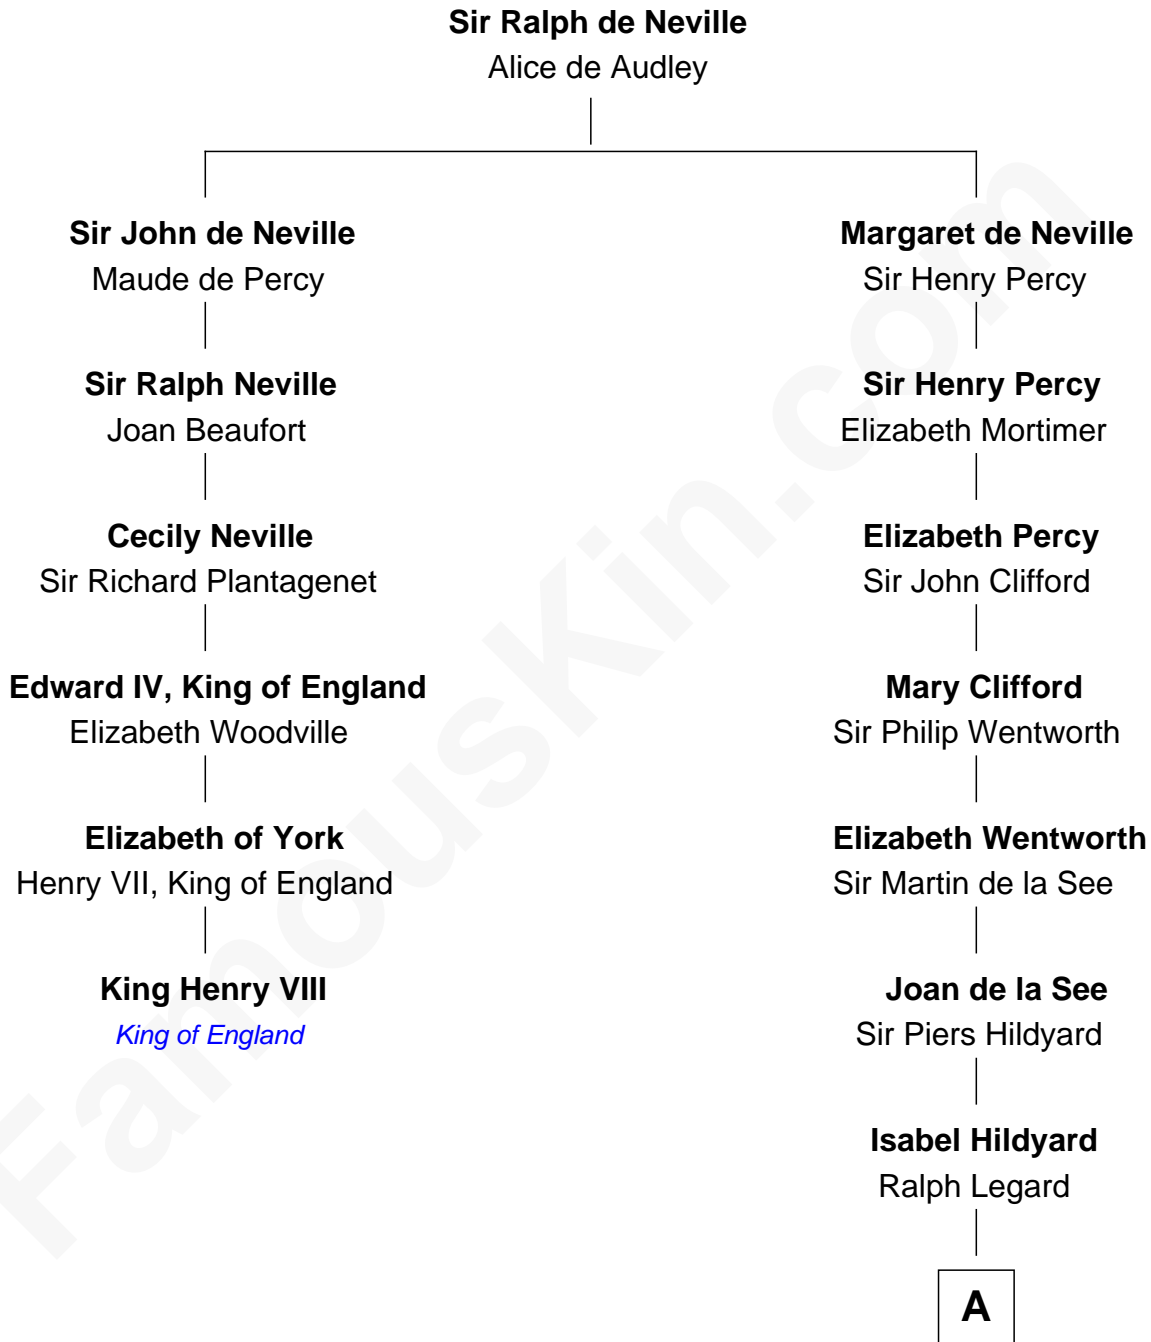 Sir Ralph de Neville
Alice de Audley
Sir John de Neville
Maude de Percy
Margaret de Neville
Sir Henry Percy
Sir Ralph Neville
Joan Beaufort
Sir Henry Percy
Elizabeth Mortimer
Cecily Neville
Sir Richard Plantagenet
Elizabeth Percy
Sir John Clifford
Edward IV, King of England
Elizabeth Woodville
Mary Clifford
Sir Philip Wentworth
Elizabeth of York
Henry VII, King of England
Elizabeth Wentworth
Sir Martin de la See
King Henry VIII
King of England
Joan de la See
Sir Piers Hildyard
Isabel Hildyard
Ralph Legard
A
FamousKin.com